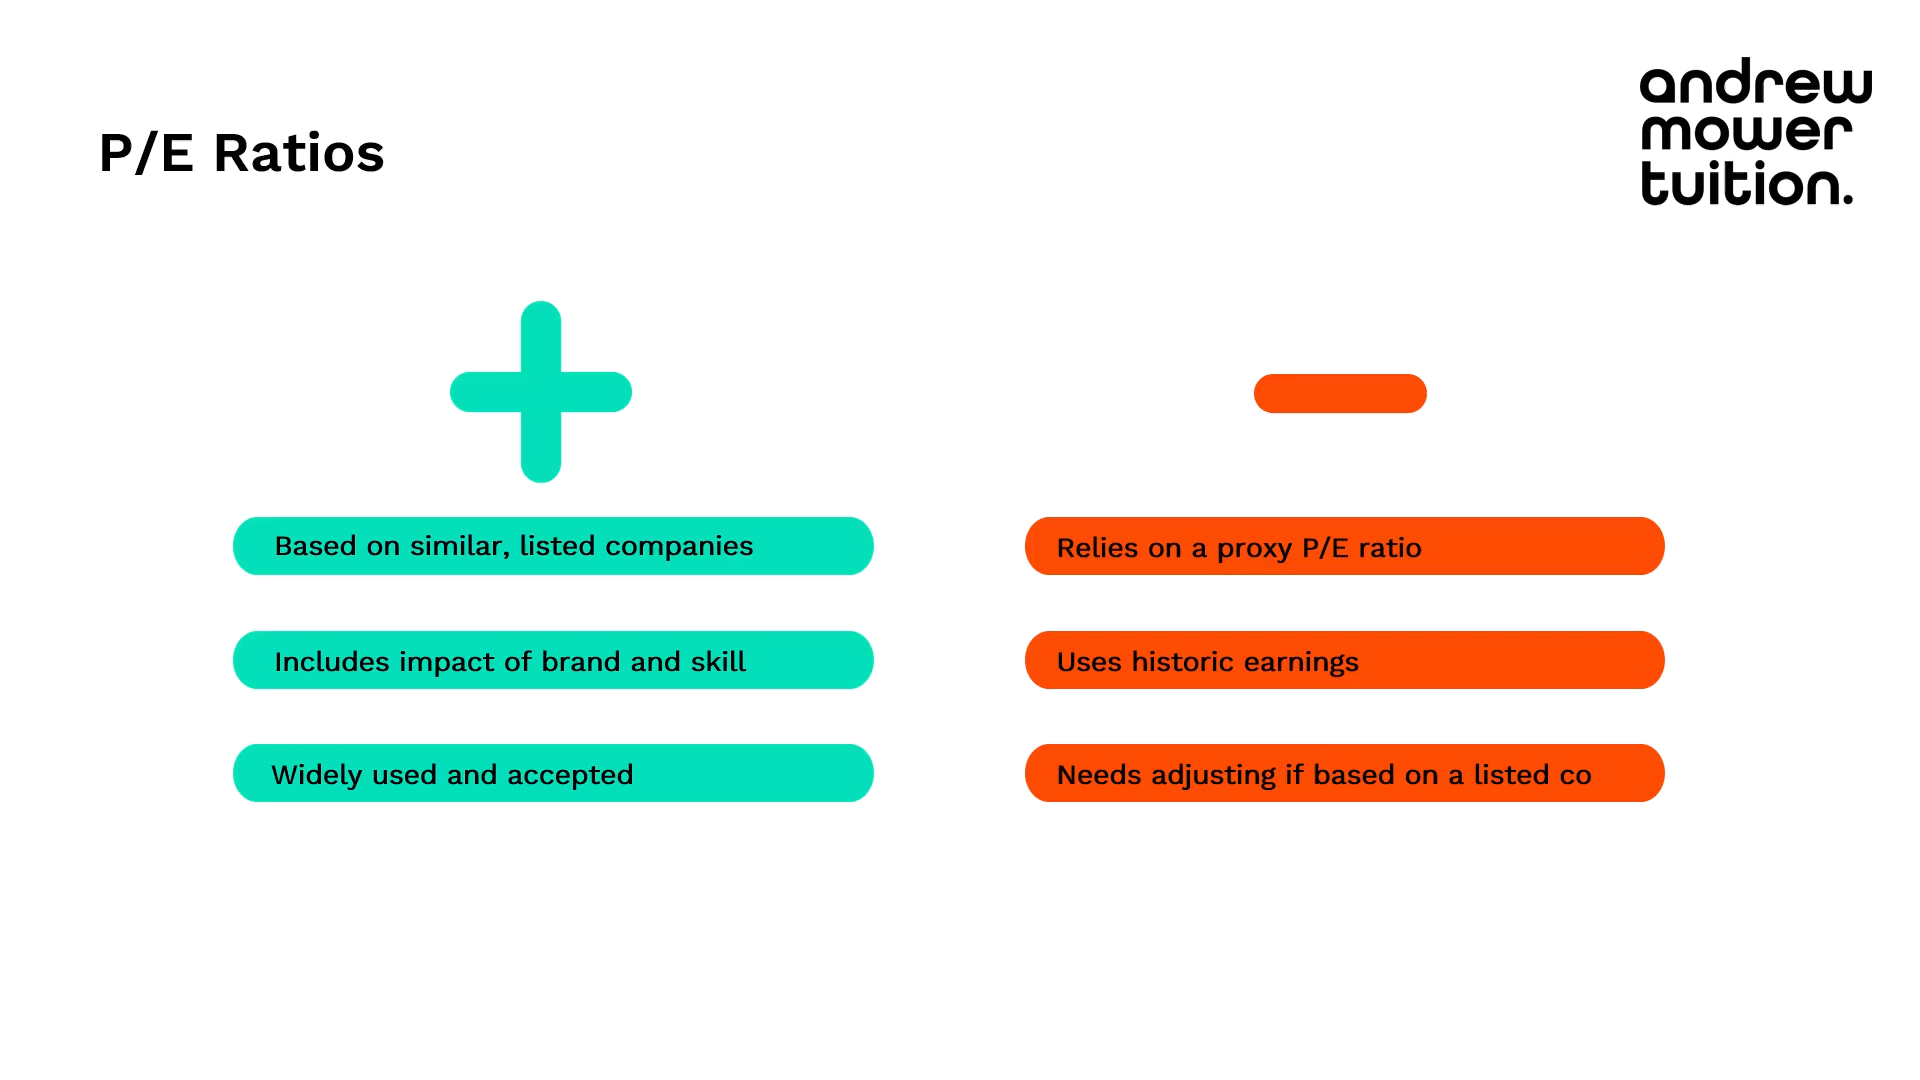 P/E Ratios
andrew
mower
tuition.
Based on similar, listed companies
Includes impact of brand and skill
Widely used and accepted
Relies on a proxy P/E ratio
Uses historic earnings
Needs adjusting if based on a listed co